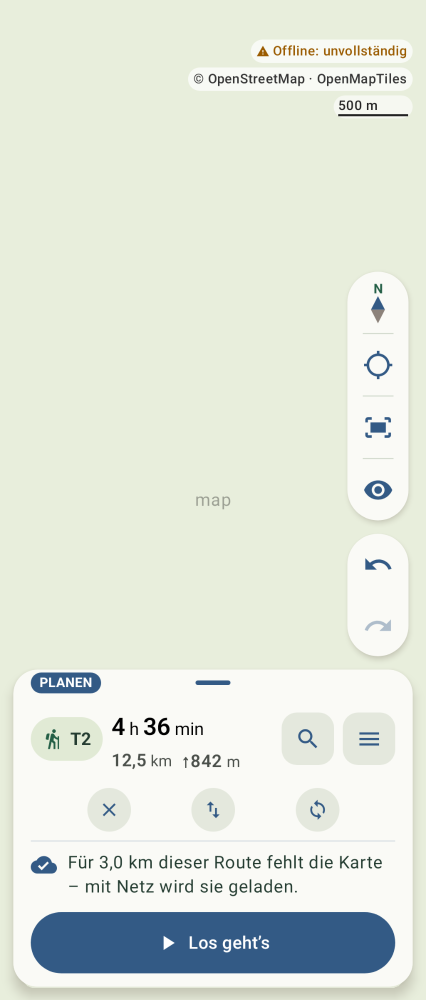 Offline: unvollständig
© OpenStreetMap · OpenMapTiles
500 m
N
map
PLANEN
T2
4 h 36 min
12,5 km ↑842 m
Für 3,0 km dieser Route fehlt die Karte
– mit Netz wird sie geladen.
Los geht’s